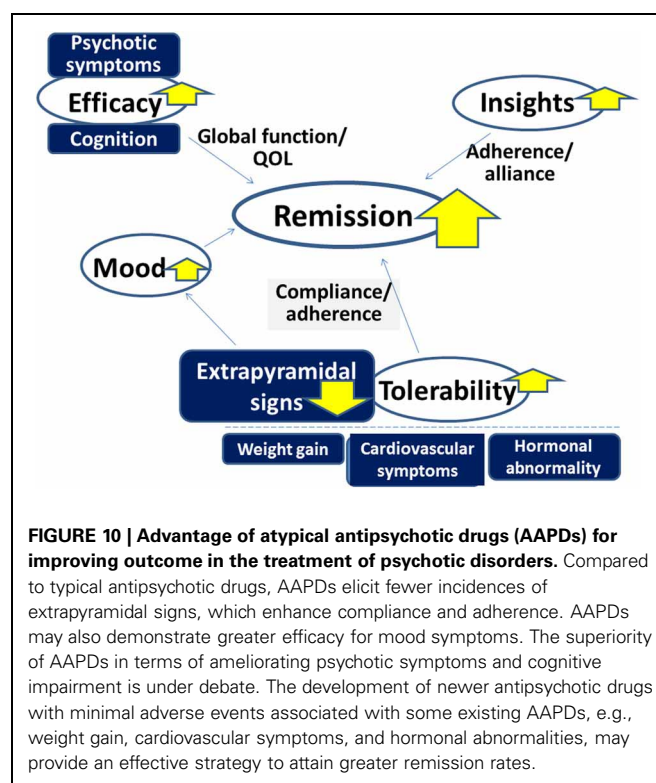 Psychotic
symptoms
Efficacy
Cognition
Insights
Global function/
QOL
Adherence/
alliance
Remission
Mood
Compliance/
adherence
Extrapyramidal
signs
Tolerability
Weight gain
Cardiovascular
symptoms
Hormonal
abnormality
FIGURE 10 | Advantage of atypical antipsychotic drugs (AAPDs) for
improving outcome in the treatment of psychotic disorders. Compared
to typical antipsychotic drugs, AAPDs elicit fewer incidences of
extrapyramidal signs, which enhance compliance and adherence. AAPDs
may also demonstrate greater efficacy for mood symptoms. The superiority
of AAPDs in terms of ameliorating psychotic symptoms and cognitive
impairment is under debate. The development of newer antipsychotic drugs
with minimal adverse events associated with some existing AAPDs, e.g.,
weight gain, cardiovascular symptoms, and hormonal abnormalities, may
provide an effective strategy to attain greater remission rates.